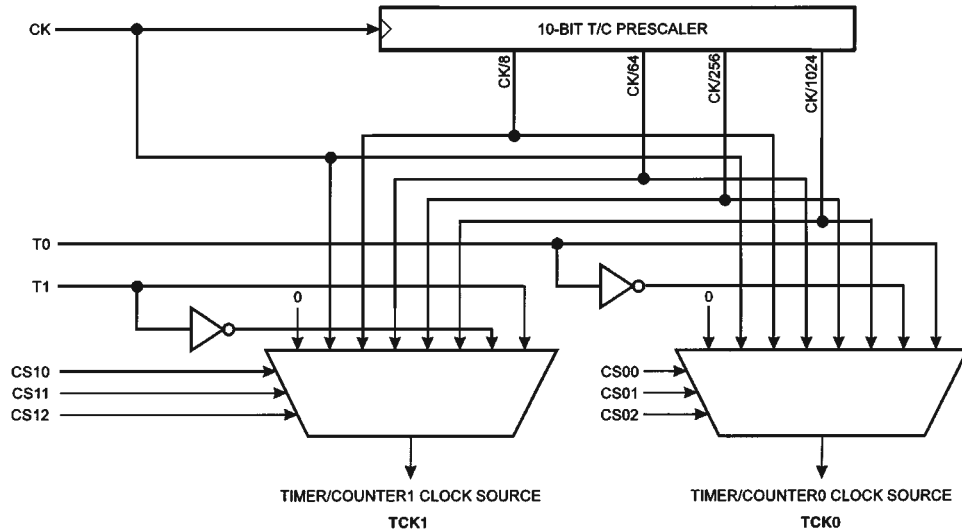 CK
10-BIT T/C PRESCALER
CK/8
CK/64
CK/256
CK/1024
T0
T1
0
0
CS10
CS11
CS12
CS00
CS01
CS02
TIMER/COUNTER1 CLOCK SOURCE
TCK1
TIMER/COUNTER0 CLOCK SOURCE
TCK0